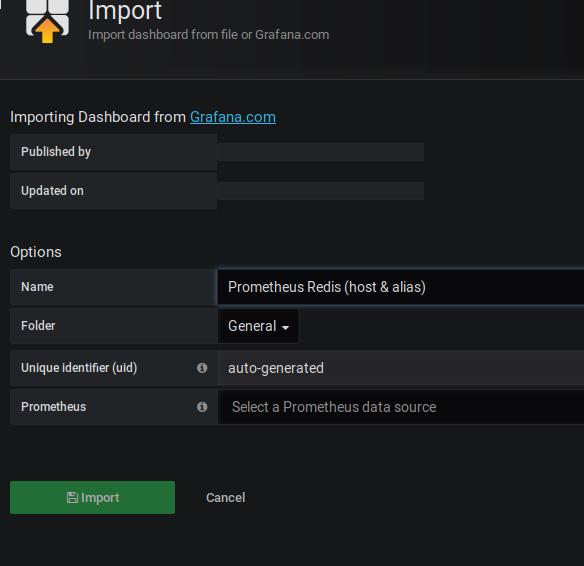 Import
Import dashboard from file or Grafana.com
Importing Dashboard from Grafana.com
Published by
Updated on
Options
Name Prometheus Redis (host & alias)
Folder General
Unique identifier (uid) auto-generated
Prometheus Select a Prometheus data source
Import Cancel